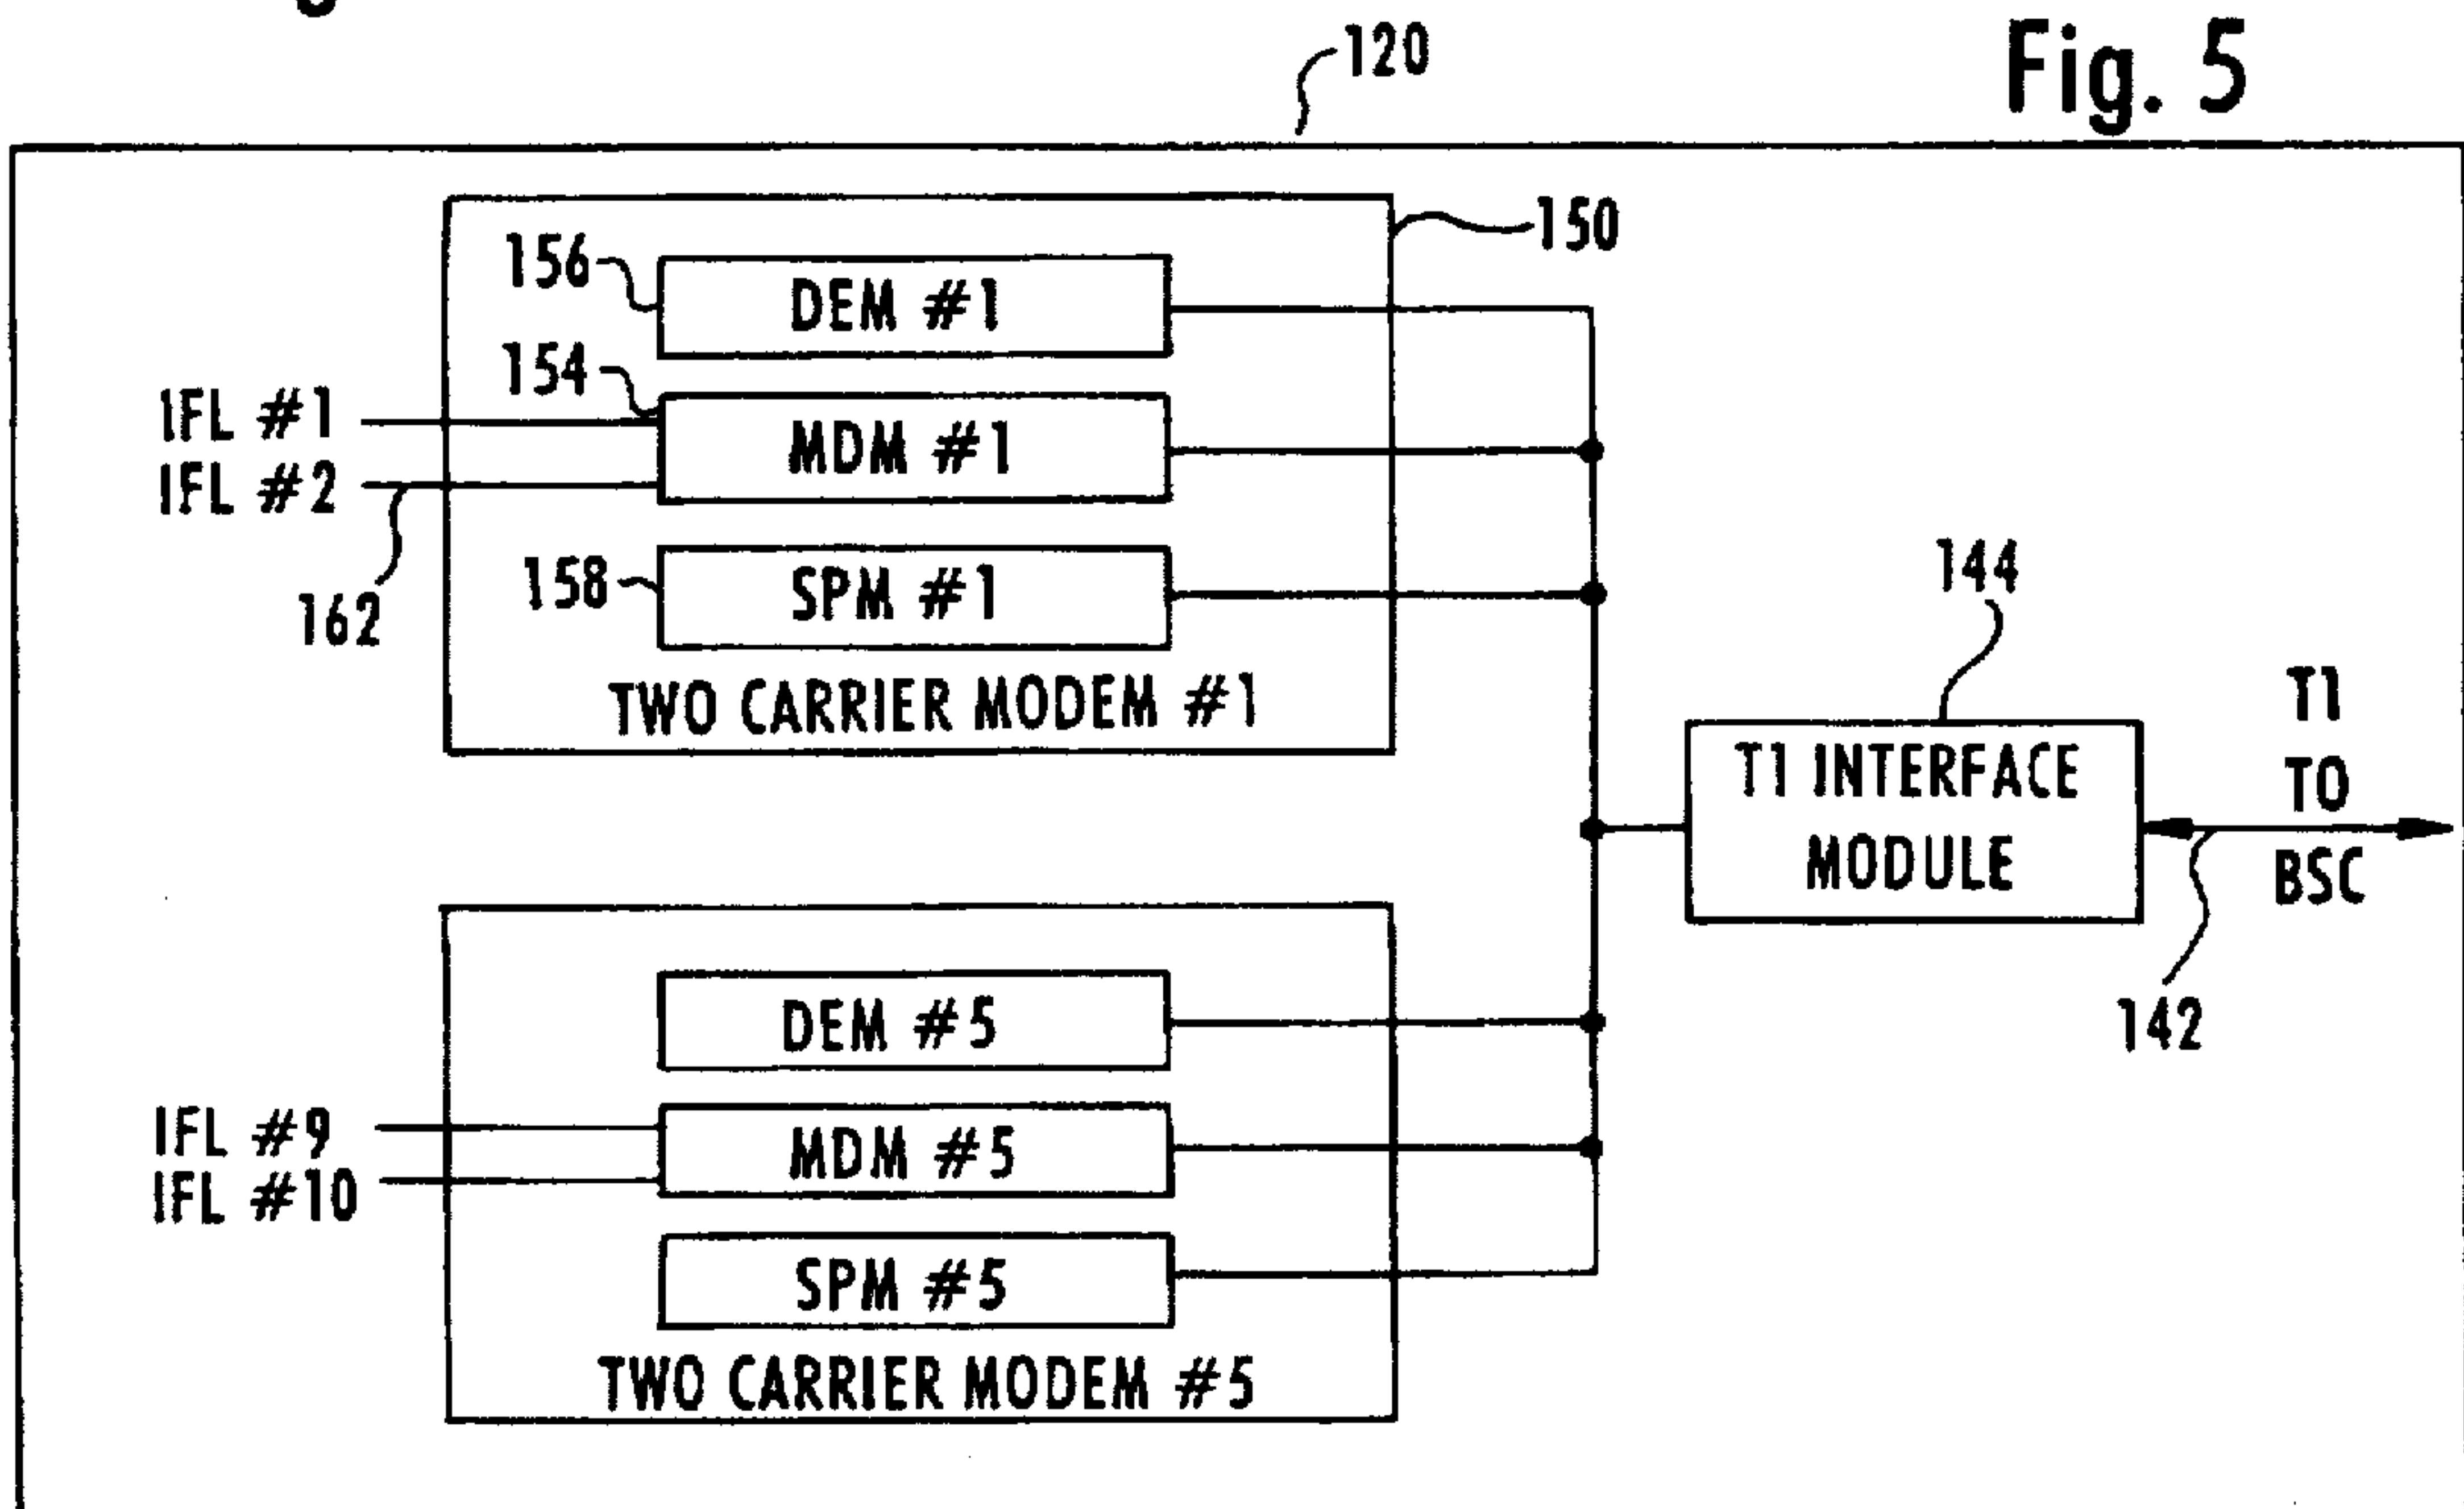 120
Fig. 5
150
156
DEM #1
154
IFL #1
MDM #1
IFL #2
158
SPM #1
162
TWO CARRIER MODEM #1
144
T1 INTERFACE
MODULE
T1
TO
BSC
142
DEM #5
IFL #9
MDM #5
IFL #10
SPM #5
TWO CARRIER MODEM #5